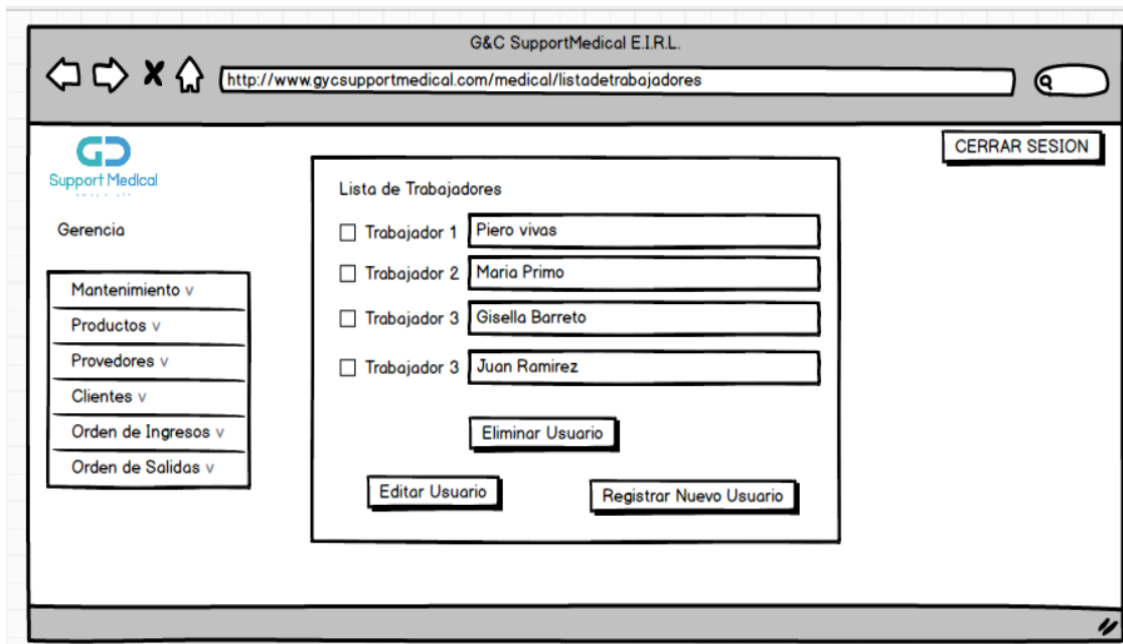 G&C SupportMedical E.I.R.L.
http://www.gycsupportmedical.com/medical/listadetrabajadores
CERRAR SESION
Support Medical
Gerencia
Mantenimiento v
Productos v
Provedores v
Clientes v
Orden de Ingresos v
Orden de Salidas v
Lista de Trabajadores
Trabajador 1 Piero vivas
Trabajador 2 Maria Primo
Trabajador 3 Gisella Barreto
Trabajador 3 Juan Ramirez
Eliminar Usuario
Editar Usuario Registrar Nuevo Usuario